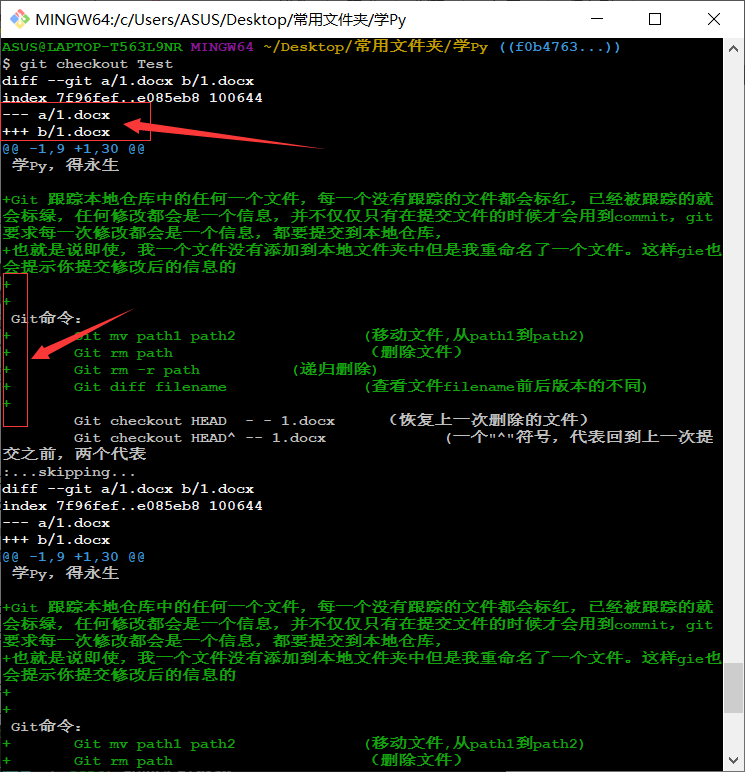 MINGW64:/c/Users/ASUS/Desktop/常用文件夹/学Py
ASUS@LAPTOP-T563L9NR MINGW64 ~/Desktop/常用文件夹/学Py ((f0b4763...))
$ git checkout Test
diff --git a/1.docx b/1.docx
index 7f96fef..e085eb8 100644
--- a/1.docx
+++ b/1.docx
@@ -1,9 +1,30 @@
 学Py，得永生
+Git 跟踪本地仓库中的任何一个文件，每一个没有跟踪的文件都会标红，已经被跟踪的就
会标绿，任何修改都会是一个信息，并不仅仅只有在提交文件的时候才会用到commit，git
要求每一次修改都会是一个信息，都要提交到本地仓库，
+也就是说即使，我一个文件没有添加到本地文件夹中但是我重命名了一个文件。这样gie也
会提示你提交修改后的信息的
+
+
 Git命令：
+       Git mv path1 path2              (移动文件,从path1到path2)
+       Git rm path                     （删除文件）
+       Git rm -r path          (递归删除)
+       Git diff filename               (查看文件filename前后版本的不同)
+
        Git checkout HEAD  - - 1.docx     （恢复上一次删除的文件）
        Git checkout HEAD^ -- 1.docx            (一个"^"符号，代表回到上一次提
交之前，两个代表
:...skipping...
diff --git a/1.docx b/1.docx
index 7f96fef..e085eb8 100644
--- a/1.docx
+++ b/1.docx
@@ -1,9 +1,30 @@
 学Py，得永生
+Git 跟踪本地仓库中的任何一个文件，每一个没有跟踪的文件都会标红，已经被跟踪的就
会标绿，任何修改都会是一个信息，并不仅仅只有在提交文件的时候才会用到commit，git
要求每一次修改都会是一个信息，都要提交到本地仓库，
+也就是说即使，我一个文件没有添加到本地文件夹中但是我重命名了一个文件。这样gie也
会提示你提交修改后的信息的
+
+
 Git命令：
+       Git mv path1 path2              (移动文件,从path1到path2)
+       Git rm path                     （删除文件）